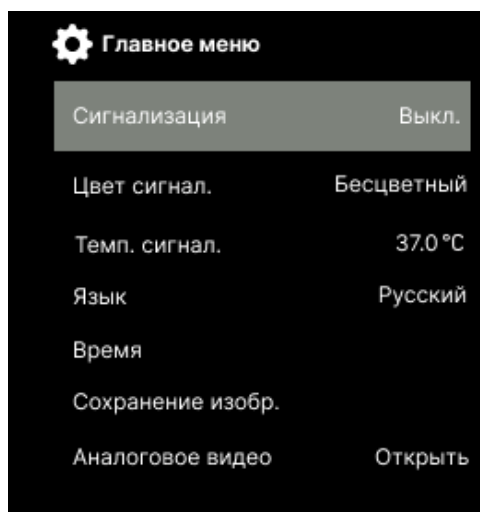 Главное меню
Сигнализация Выкл.
Цвет сигнал. Бесцветный
Темп. сигнал. 37.0 °C
Язык Русский
Время
Сохранение изобр.
Аналоговое видео Открыть